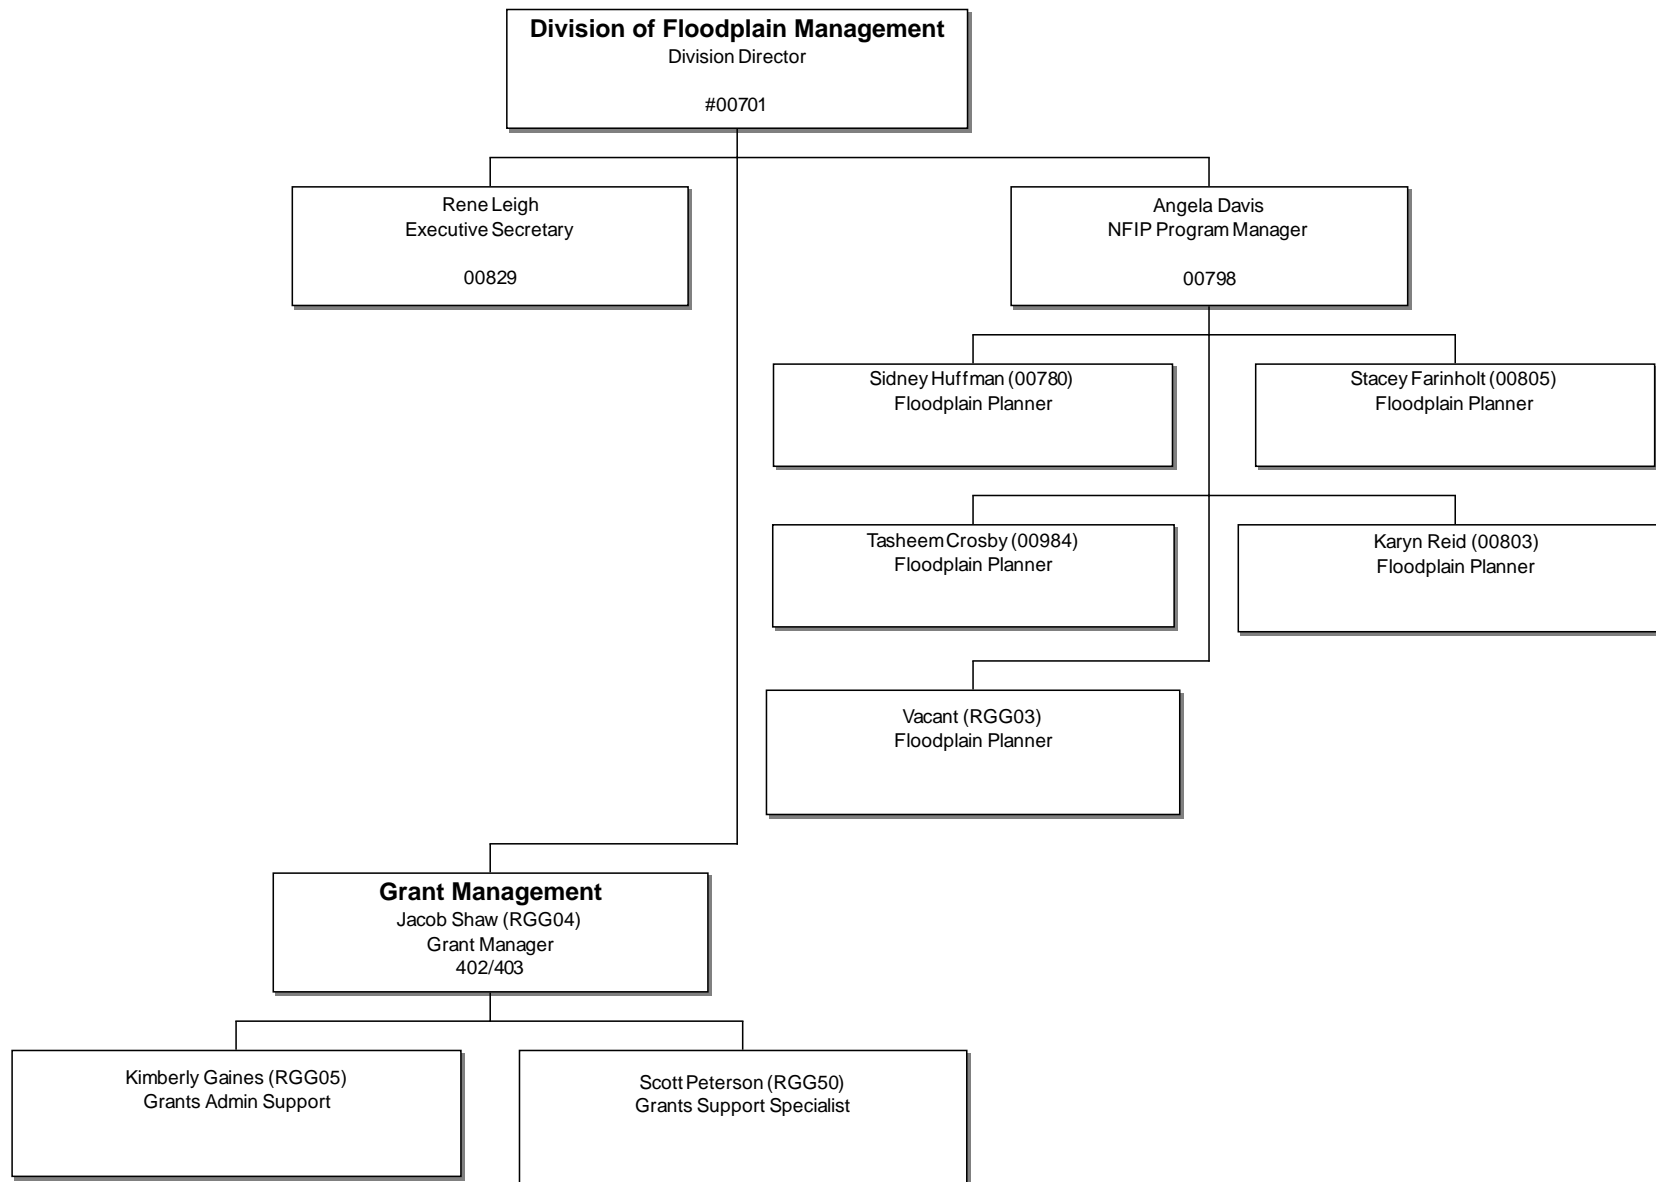 Division of Floodplain Management
Division Director
#00701
Rene Leigh
Executive Secretary
00829
Angela Davis
NFIP Program Manager
00798
Sidney Huffman (00780)
Floodplain Planner
Stacey Farinholt (00805)
Floodplain Planner
Tasheem Crosby (00984)
Floodplain Planner
Karyn Reid (00803)
Floodplain Planner
Vacant (RGG03)
Floodplain Planner
Grant Management
Jacob Shaw (RGG04)
Grant Manager
402/403
Kimberly Gaines (RGG05)
Grants Admin Support
Scott Peterson (RGG50)
Grants Support Specialist